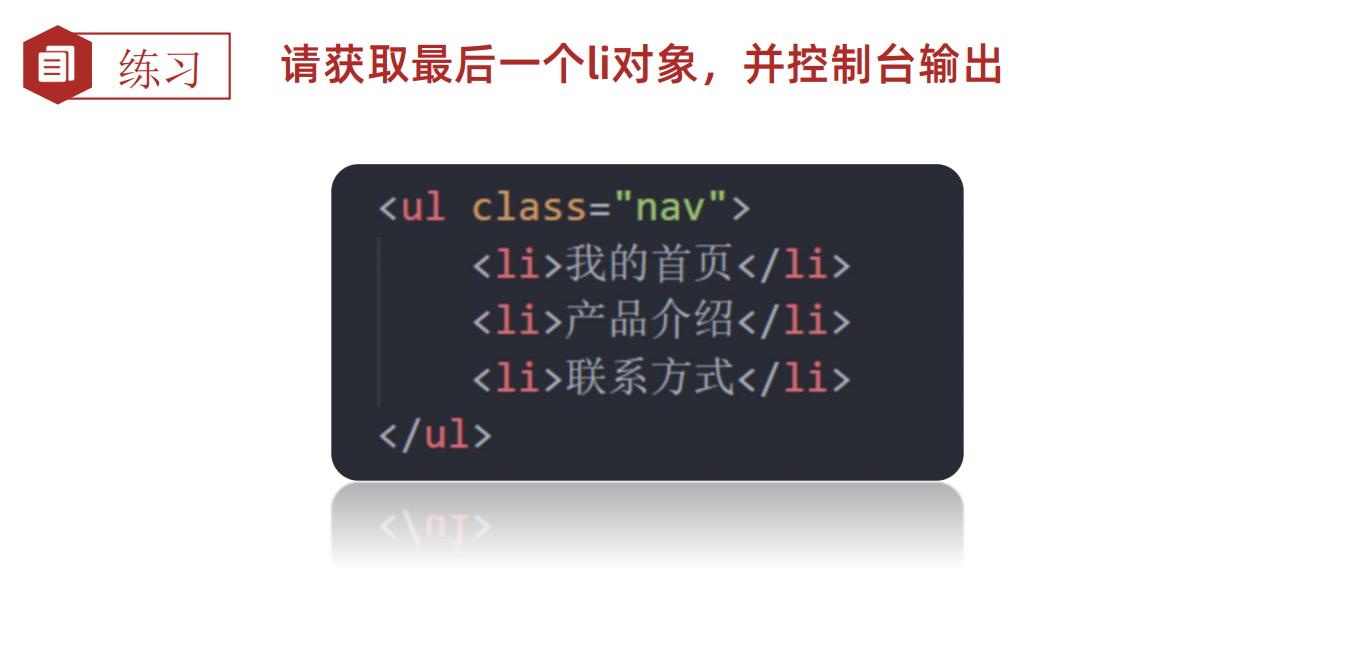 练习
请获取最后一个li对象，并控制台输出
<ul class="nav">
<li>我的首页</li>
<li>产品介绍</li>
<li>联系方式</li>
</ul>